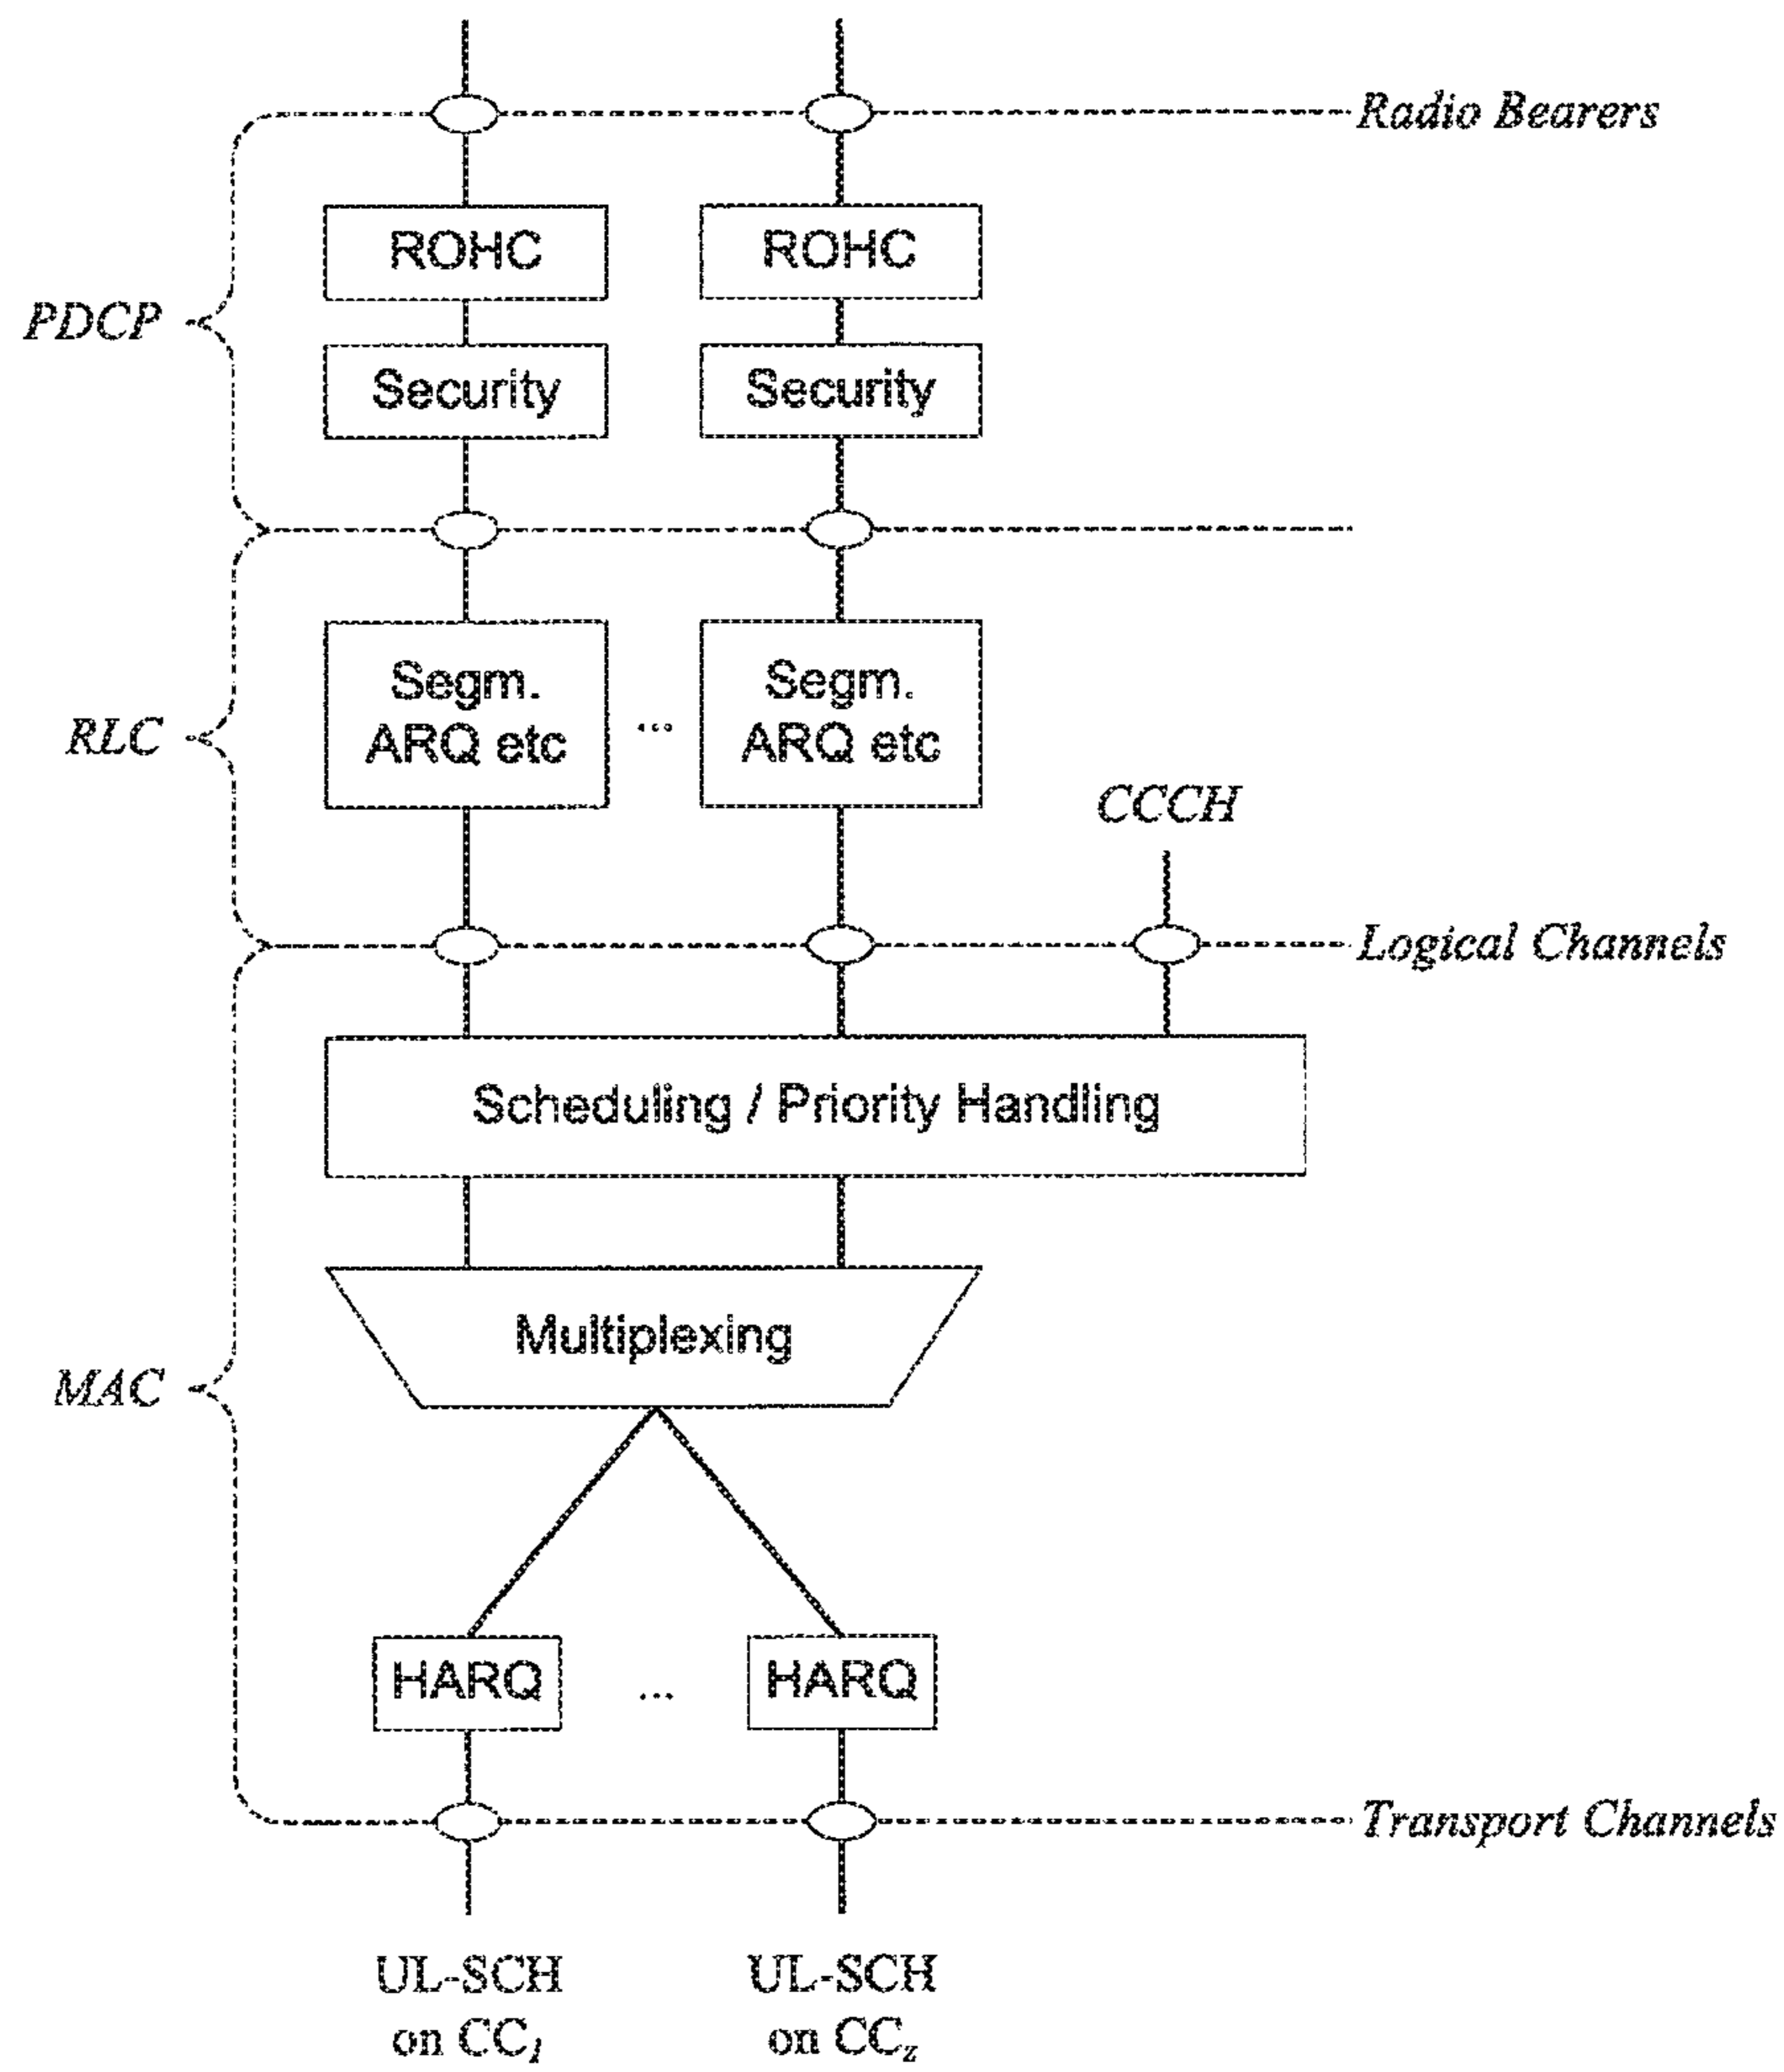 Radio Bearers
ROHC
ROHC
PDCP
Security
Security
Segm.
ARQ etc
...
Segm.
ARQ etc
RLC
CCCH
Logical Channels
Scheduling / Priority Handling
Multiplexing
MAC
HARQ
...
HARQ
Transport Channels
UL-SCH
on CC1
UL-SCH
on CCz